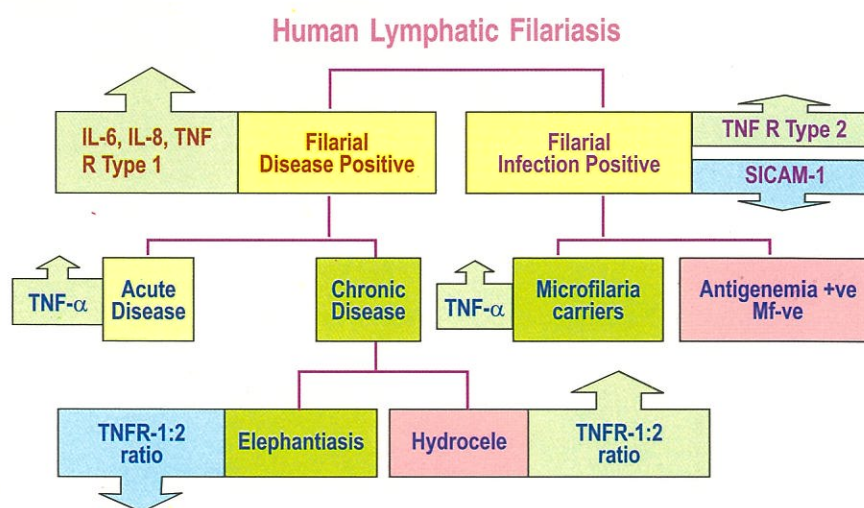 Human Lymphatic Filariasis
IL-6, IL-8, TNF
R Type 1
Filarial
Disease Positive
Filarial
Infection Positive
TNF R Type 2
SICAM-1
TNF-α
Acute
Disease
Chronic
Disease
TNF-α
Microfilaria
carriers
Antigenemia +ve
Mf-ve
TNFR-1:2
ratio
Elephantiasis
Hydrocele
TNFR-1:2
ratio